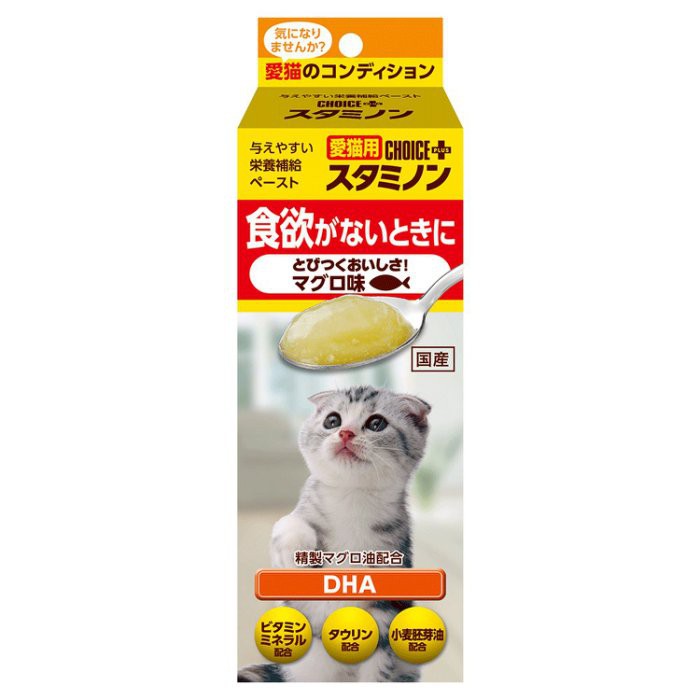 気になり
ませんか?
愛猫のコンディション
与えやすい栄養補給ペースト
CHOICE PLUS
スタミノン
与えやすい
栄養補給
ペースト
愛猫用 CHOICE PLUS
スタミノン
食欲がないときに
とびつくおいしさ!
マグロ味
国産
精製マグロ油配合
DHA
ビタミン
ミネラル
配合
タウリン
配合
小麦胚芽油
配合